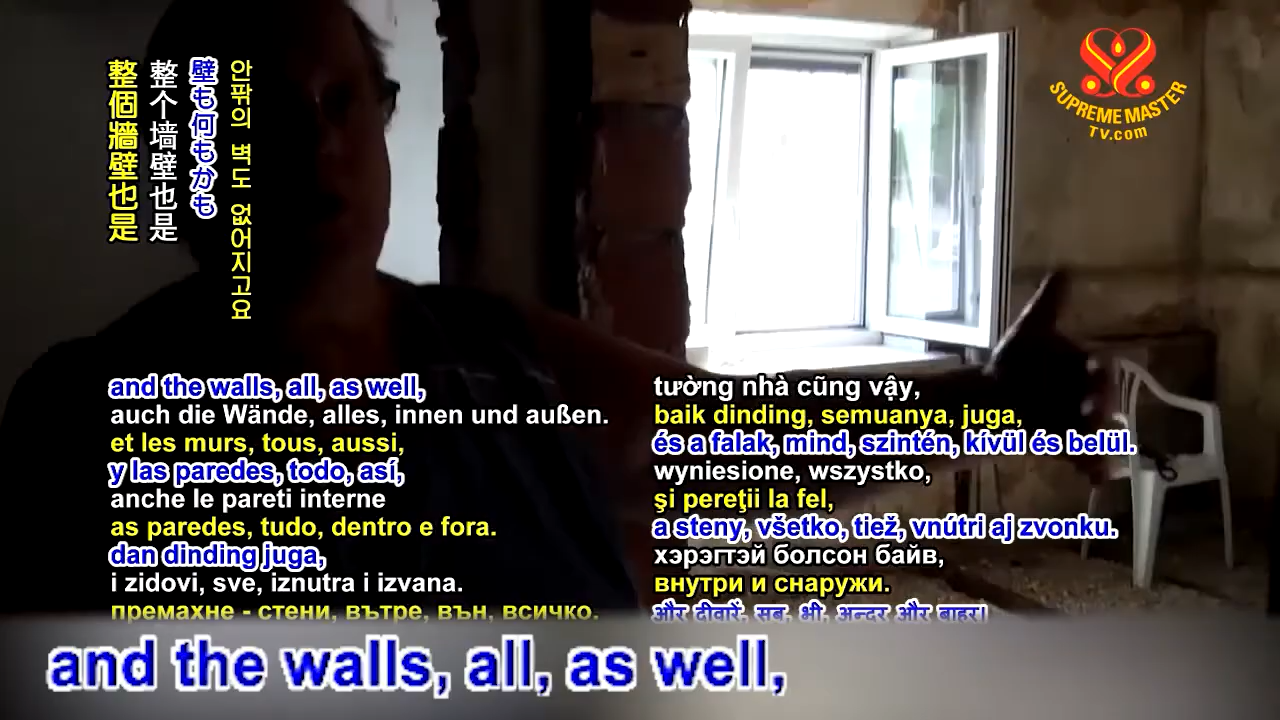 整個牆壁也是
整个墙壁也是
壁も何もかも
안팎의 벽도 없어지고요
SUPREME MASTER
TV.com
and the walls, all, as well,
auch die Wände, alles, innen und außen.
et les murs, tous, aussi,
y las paredes, todo, así,
anche le pareti interne
as paredes, tudo, dentro e fora.
dan dinding juga,
i zidovi, sve, iznutra i izvana.
премахне - стени, вътре, вън, всичко.
tường nhà cũng vậy,
baik dinding, semuanya, juga,
és a falak, mind, szintén, kívül és belül.
wyniesione, wszystko,
şi pereţii la fel,
a steny, všetko, tiež, vnútri aj zvonku.
хэрэгтэй болсон байв,
внутри и снаружи.
और दीवारें, सब, भी, अन्दर और बाहर।
and the walls, all, as well,